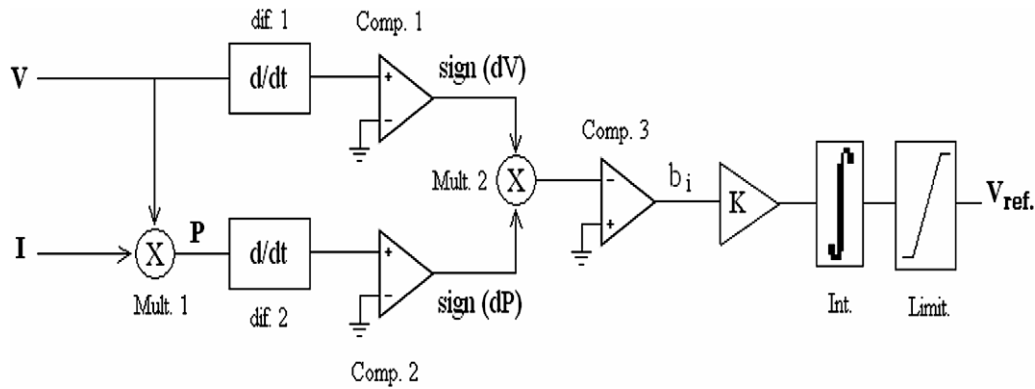 dif. 1
Comp. 1
V
d/dt
+
−
sign (dV)
Comp. 3
Mult. 2
X
−
+
b i
K
V ref.
I
X
P
d/dt
+
−
sign (dP)
Mult. 1
dif. 2
Comp. 2
Int.
Limit.